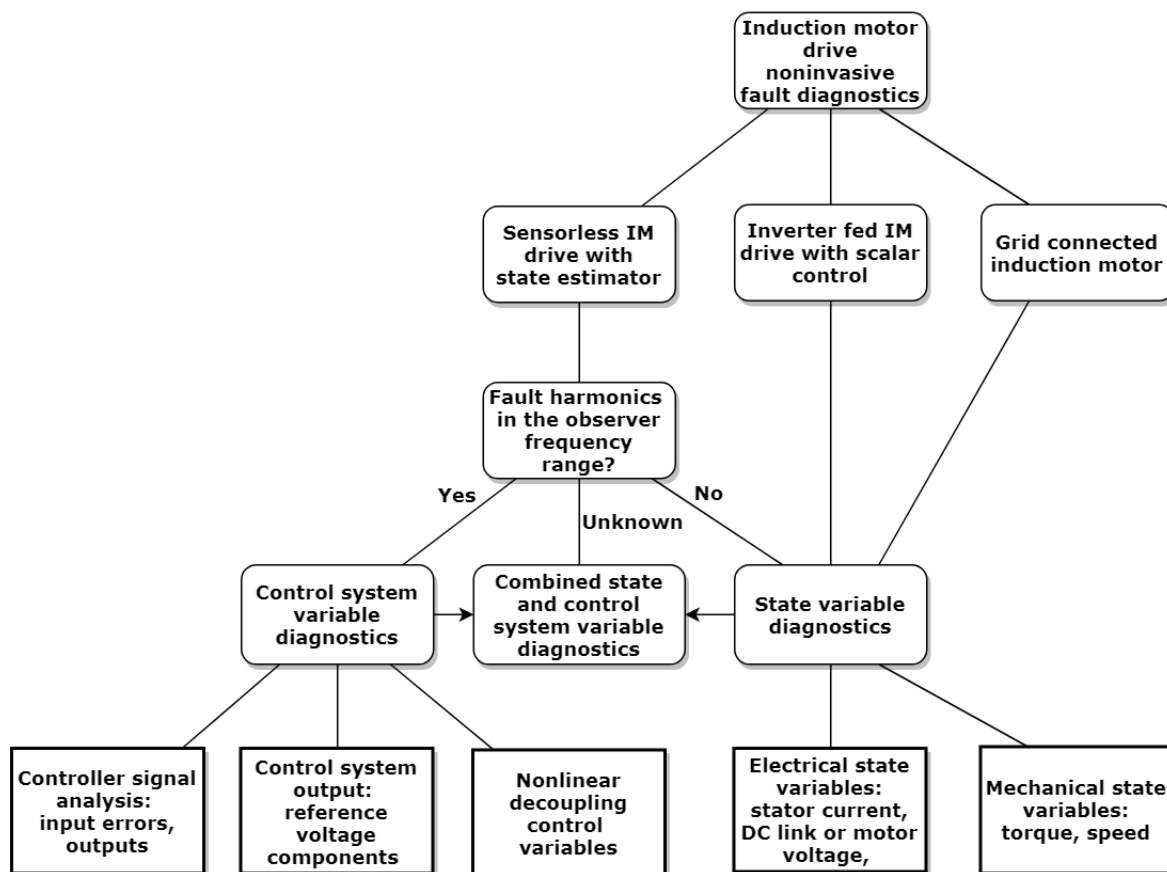 Induction motor
drive
noninvasive
fault diagnostics
Sensorless IM
drive with
state estimator
Inverter fed IM
drive with scalar
control
Grid connected
induction motor
Fault harmonics
in the observer
frequency
range?
Yes
Unknown
No
Control system
variable
diagnostics
Combined state
and control
system variable
diagnostics
State variable
diagnostics
Controller signal
analysis:
input errors,
outputs
Control system
output:
reference
voltage
components
Nonlinear
decoupling
control
variables
Electrical state
variables:
stator current,
DC link or motor
voltage,
Mechanical state
variables:
torque, speed